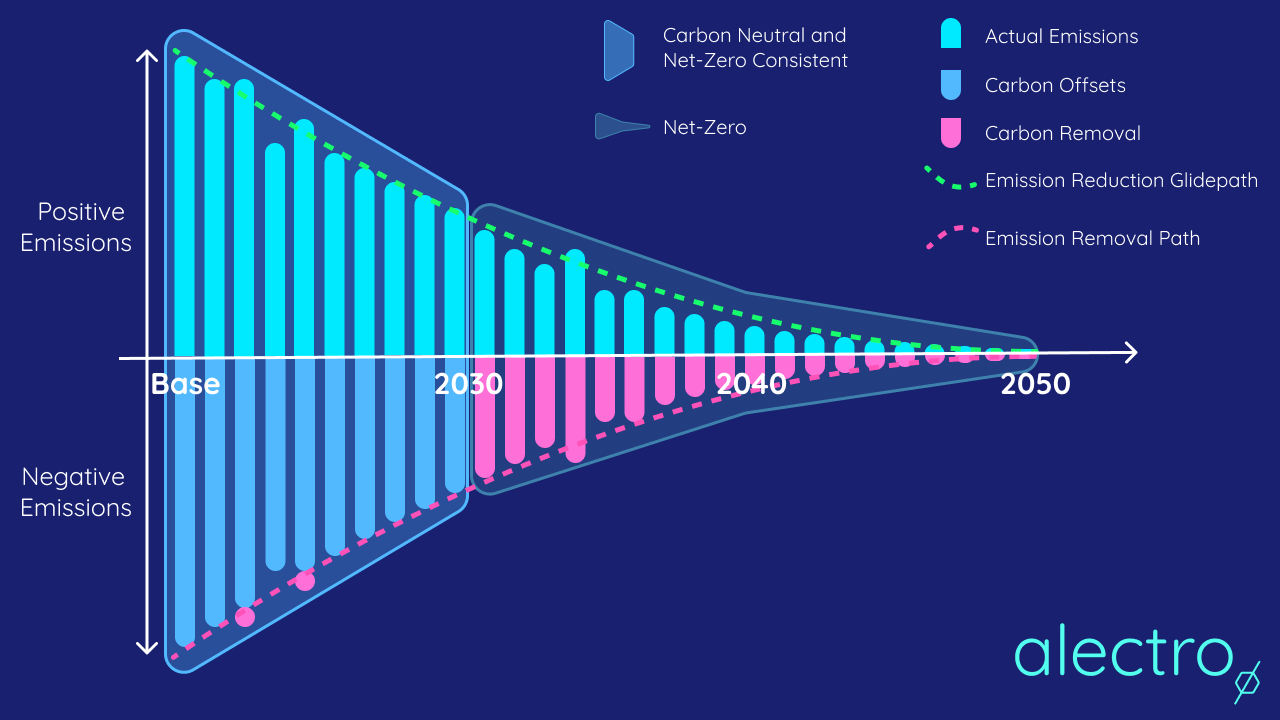 Carbon Neutral and
Net-Zero Consistent
Net-Zero
Actual Emissions
Carbon Offsets
Carbon Removal
Emission Reduction Glidepath
Emission Removal Path
Positive
Emissions
Base
2030
2040
2050
Negative
Emissions
alectro